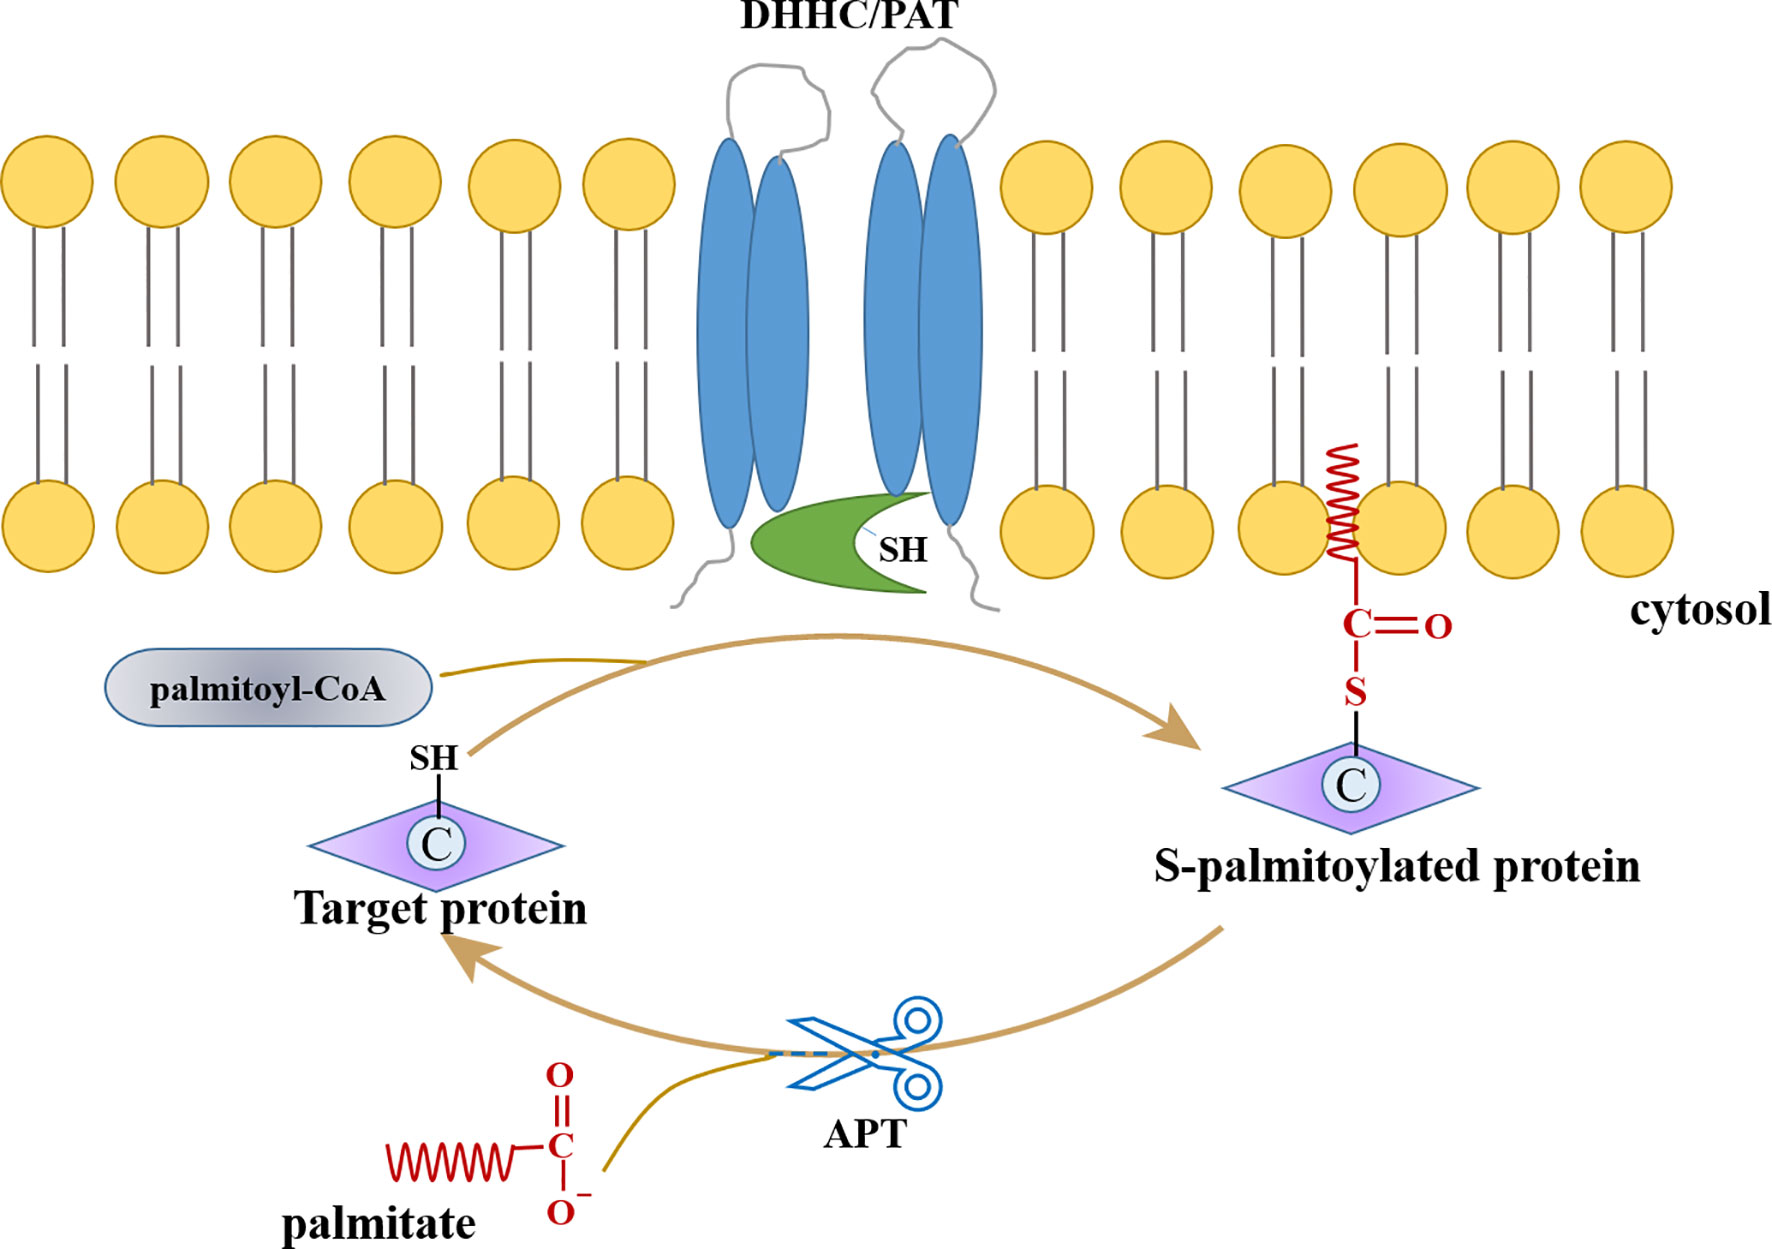 DHHC/PAT
SH
cytosol
C=O
S
palmitoyl-CoA
SH
C
C
S-palmitoylated protein
Target protein
O
C
O⁻
APT
palmitate